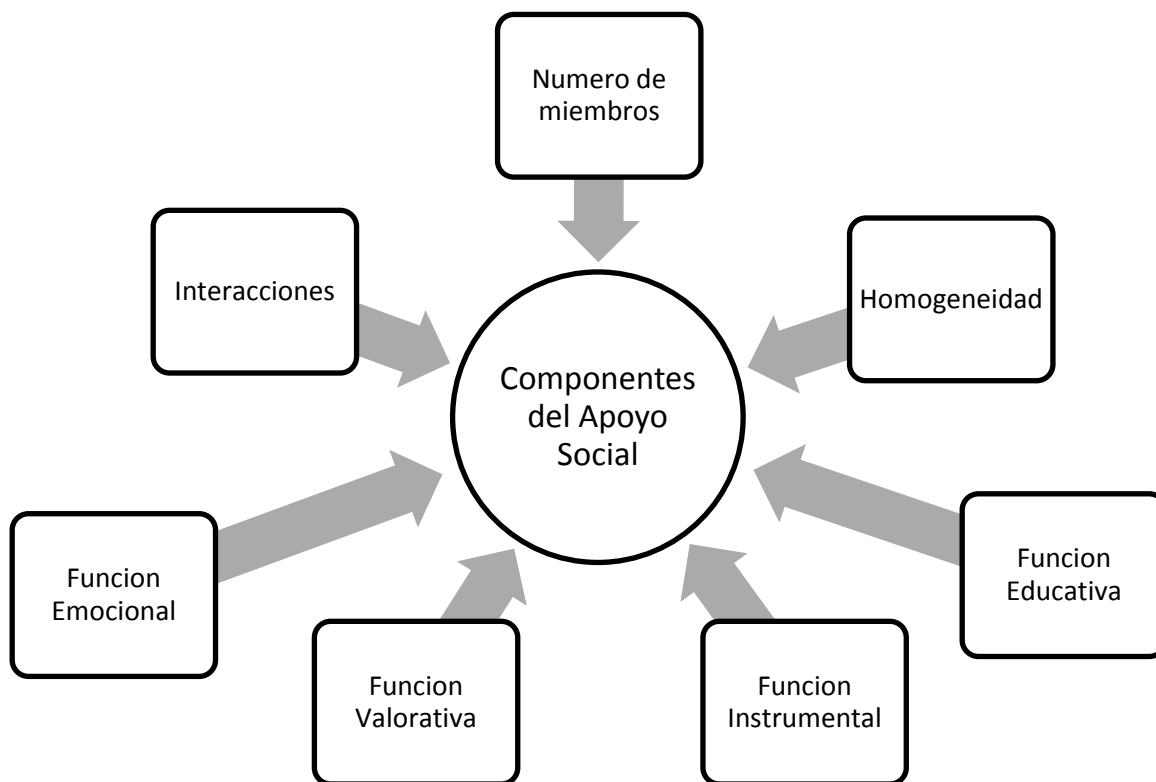 Numero de
miembros
Interacciones
Homogeneidad
Componentes
del Apoyo
Social
Funcion
Emocional
Funcion
Educativa
Funcion
Valorativa
Funcion
Instrumental